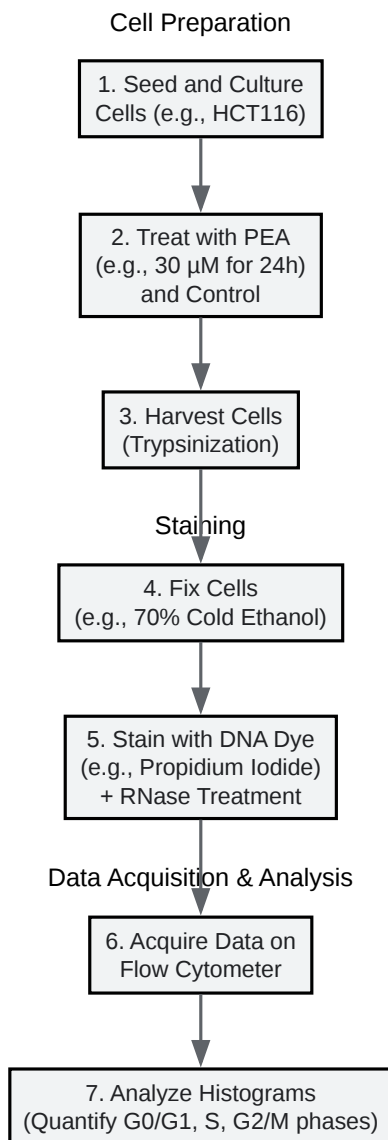 Cell Preparation
1. Seed and Culture
Cells (e.g., HCT116)
2. Treat with PEA
(e.g., 30 µM for 24h)
and Control
3. Harvest Cells
(Trypsinization)
Staining
4. Fix Cells
(e.g., 70% Cold Ethanol)
5. Stain with DNA Dye
(e.g., Propidium Iodide)
+ RNase Treatment
Data Acquisition & Analysis
6. Acquire Data on
Flow Cytometer
7. Analyze Histograms
(Quantify G0/G1, S, G2/M phases)